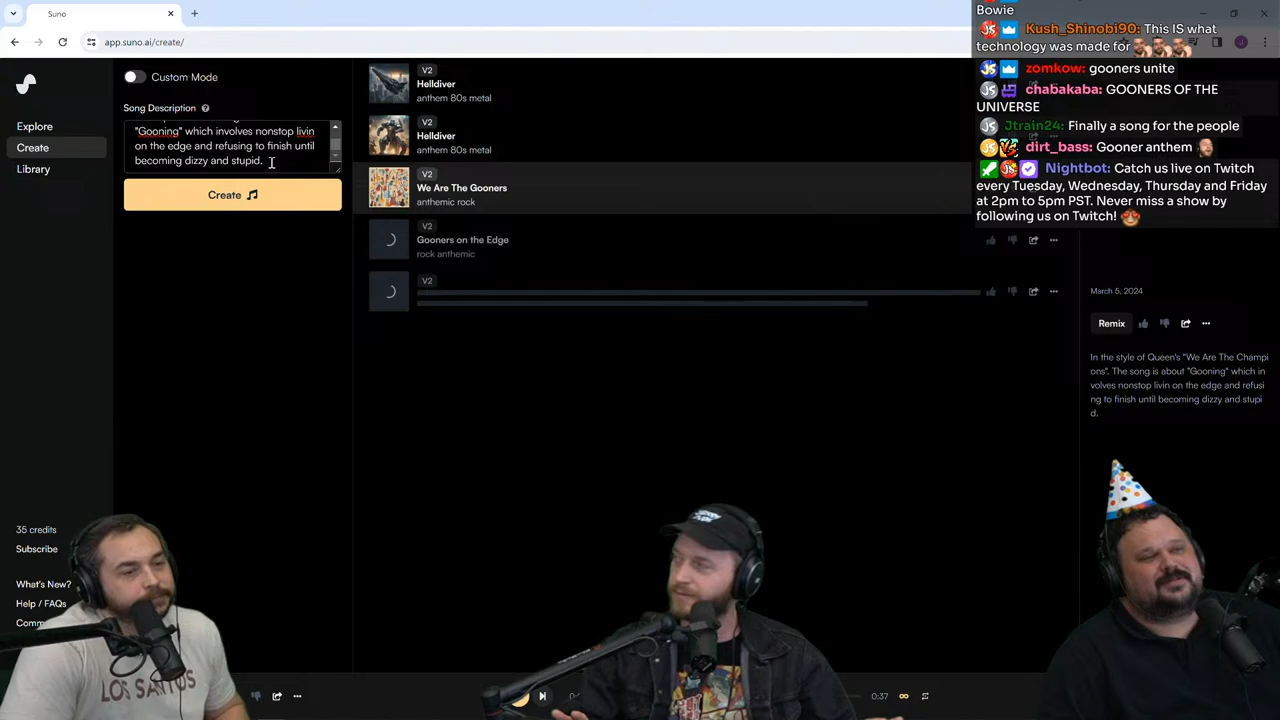 Suno
app.suno.ai/create/
Explore
Create
Library
35 credits
Subscribe
What's New?
Help / FAQs
Custom Mode
Song Description
"Gooning" which involves nonstop livin
on the edge and refusing to finish until
becoming dizzy and stupid.
Create
V2
Helldiver
anthem 80s metal
V2
Helldiver
anthem 80s metal
V2
We Are The Gooners
anthemic rock
V2
Gooners on the Edge
rock anthemic
V2
Bowie
Kush_Shinobi90: This IS what
technology was made for
zomkow: gooners unite
chabakaba: GOONERS OF THE
UNIVERSE
Jtrain24: Finally a song for the people
dirt_bass: Gooner anthem
Nightbot: Catch us live on Twitch
every Tuesday, Wednesday, Thursday and Friday
at 2pm to 5pm PST. Never miss a show by
following us on Twitch!
March 5, 2024
Remix
In the style of Queen's "We Are The Champi
ons". The song is about "Gooning" which in
volves nonstop livin on the edge and refusi
ng to finish until becoming dizzy and stupi
d.
0:37
LOS SANTOS